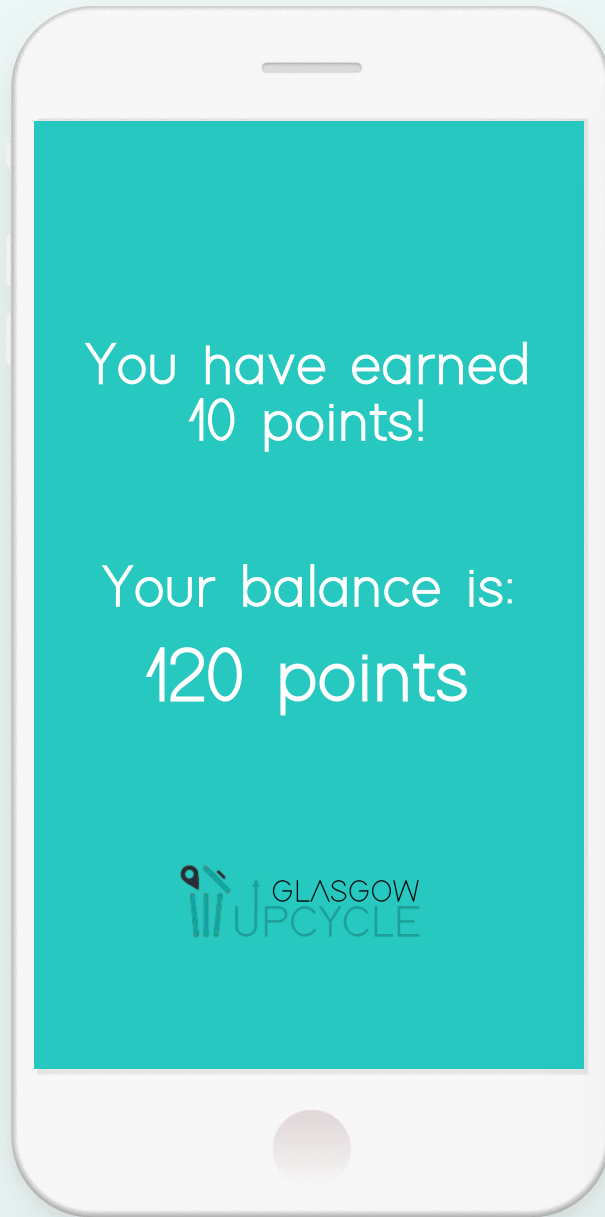 You have earned
10 points!
Your balance is:
120 points
GLASGOW
UPCYCLE